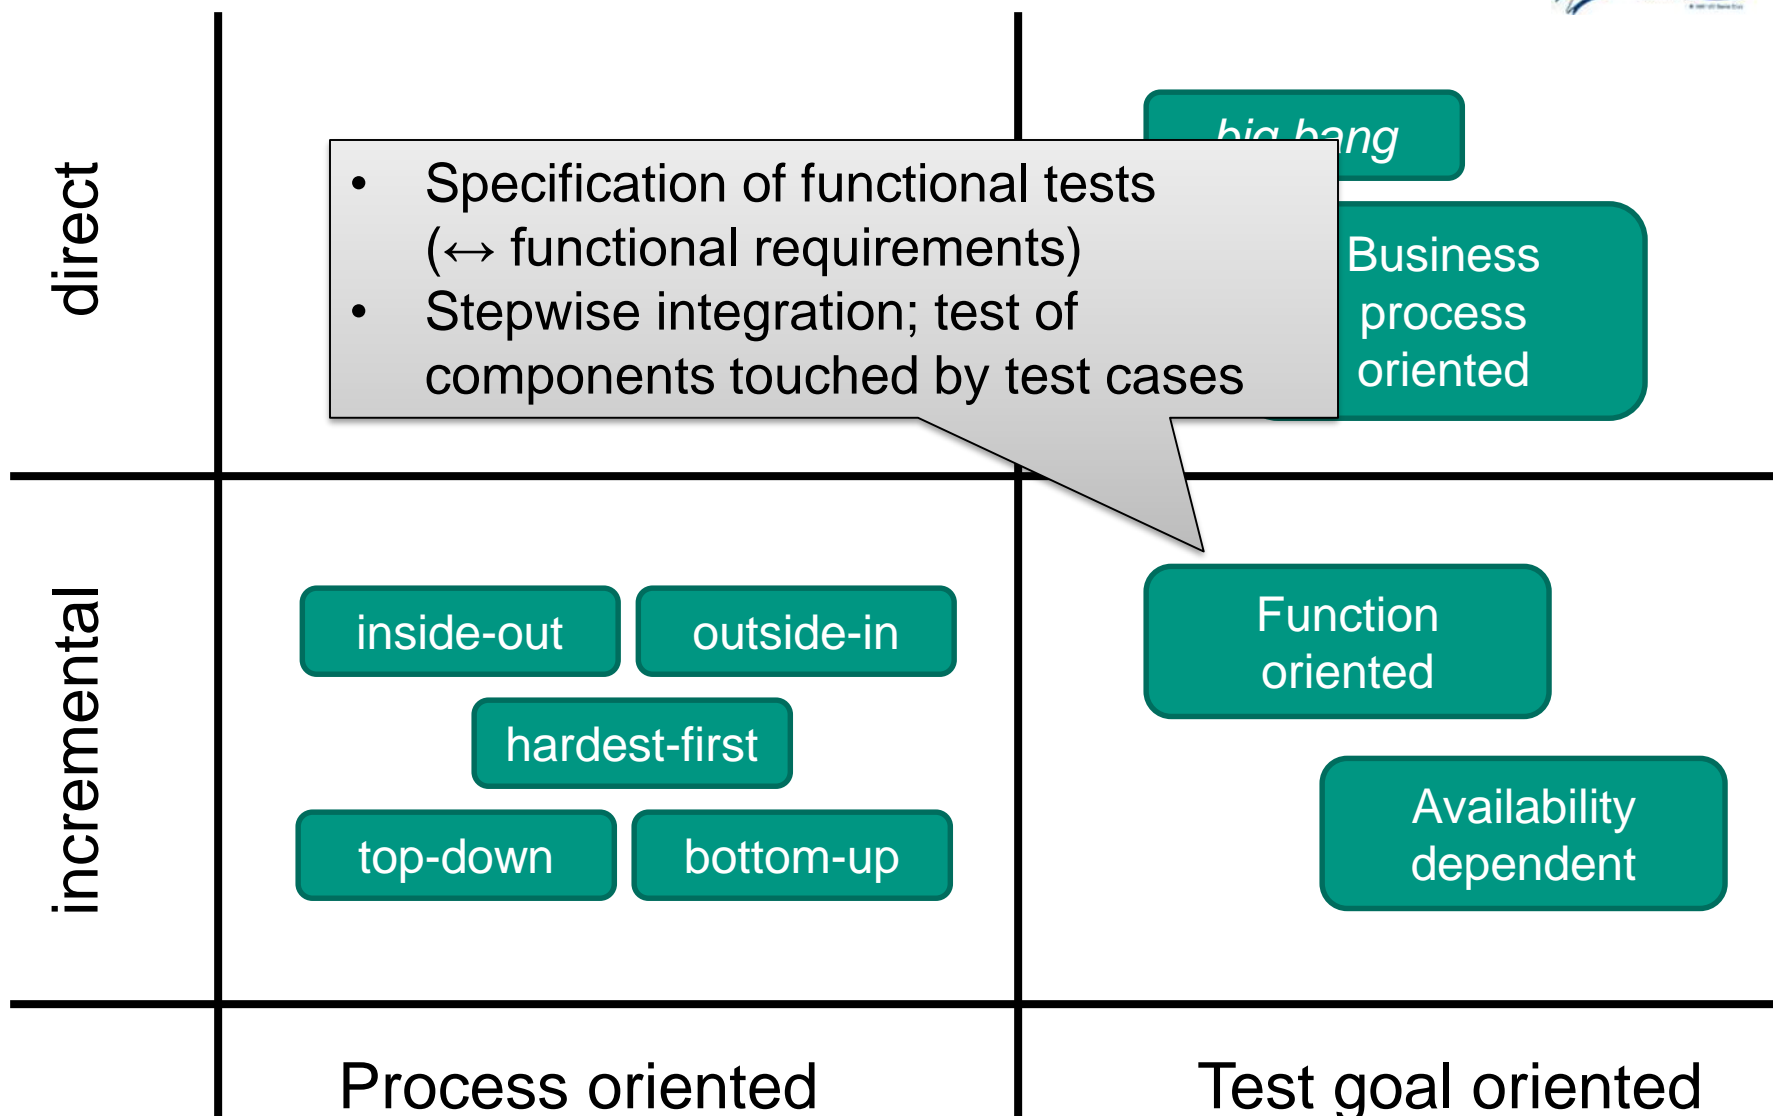 direct
big bang
• Specification of functional tests
(↔ functional requirements)
• Stepwise integration; test of
components touched by test cases
Business
process
oriented
incremental
inside-out
outside-in
hardest-first
top-down
bottom-up
Function
oriented
Availability
dependent
Process oriented
Test goal oriented